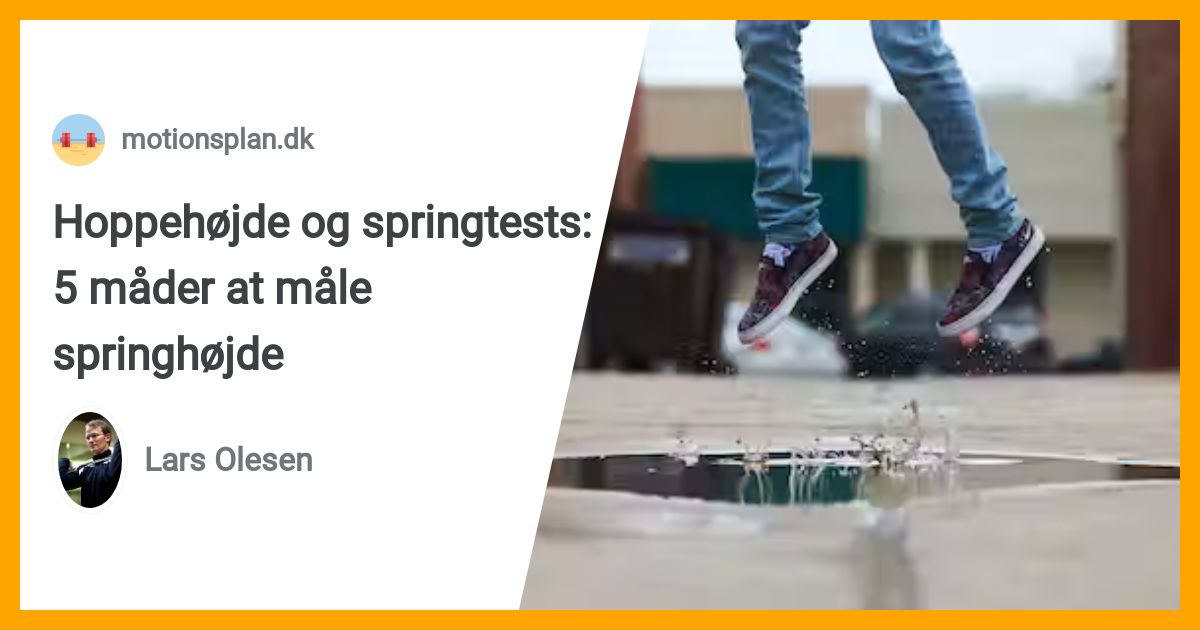 motionsplan.dk
Hoppehøjde og springtests:
5 måder at måle
springhøjde
Lars Olesen